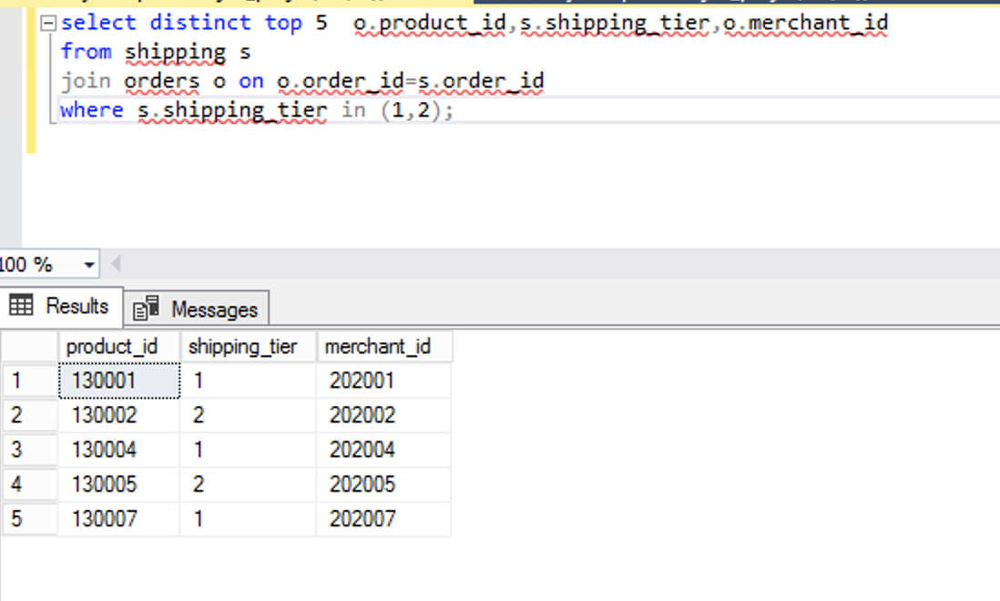 select distinct top 5  o.product_id,s.shipping_tier,o.merchant_id
from shipping s
join orders o on o.order_id=s.order_id
where s.shipping_tier in (1,2);
100 %
Results Messages
product_id shipping_tier merchant_id
1 130001 1 202001
2 130002 2 202002
3 130004 1 202004
4 130005 2 202005
5 130007 1 202007